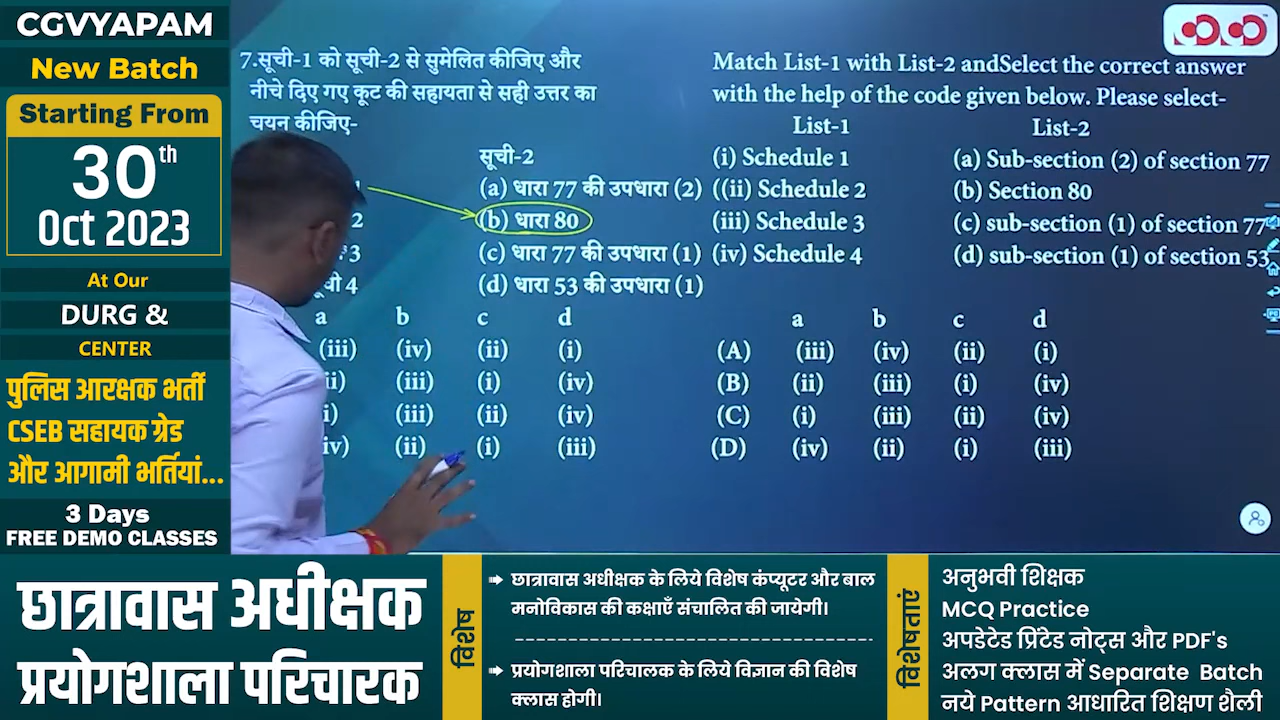 CGVYAPAM
New Batch
Starting From
30th
Oct 2023
At Our
DURG &
CENTER
पुलिस आरक्षक भर्ती
CSEB सहायक ग्रेड
और आगामी भर्तियां...
3 Days
FREE DEMO CLASSES
7.सूची-1 को सूची-2 से सुमेलित कीजिए और
नीचे दिए गए कूट की सहायता से सही उत्तर का
चयन कीजिए-
सूची-2
(a) धारा 77 की उपधारा (2)
2 (b) धारा 80
3 (c) धारा 77 की उपधारा (1)
4 (d) धारा 53 की उपधारा (1)
a b c d
(iii) (iv) (ii) (i)
(iii) (i) (iv)
(iii) (ii) (iv)
(ii) (i) (iii)
Match List-1 with List-2 andSelect the correct answer
with the help of the code given below. Please select-
List-1 List-2
(i) Schedule 1 (a) Sub-section (2) of section 77
((ii) Schedule 2 (b) Section 80
(iii) Schedule 3 (c) sub-section (1) of section 77
(iv) Schedule 4 (d) sub-section (1) of section 53
a b c d
(A) (iii) (iv) (ii) (i)
(B) (ii) (iii) (i) (iv)
(C) (i) (iii) (ii) (iv)
(D) (iv) (ii) (i) (iii)
छात्रावास अधीक्षक
प्रयोगशाला परिचारक
विशेष
छात्रावास अधीक्षक के लिये विशेष कंप्यूटर और बाल
मनोविकास की कक्षाएँ संचालित की जायेगी।
प्रयोगशाला परिचालक के लिये विज्ञान की विशेष
क्लास होगी।
विशेषताएं
अनुभवी शिक्षक
MCQ Practice
अपडेटेड प्रिंटेड नोट्स और PDF's
अलग क्लास में Separate Batch
नये Pattern आधारित शिक्षण शैली